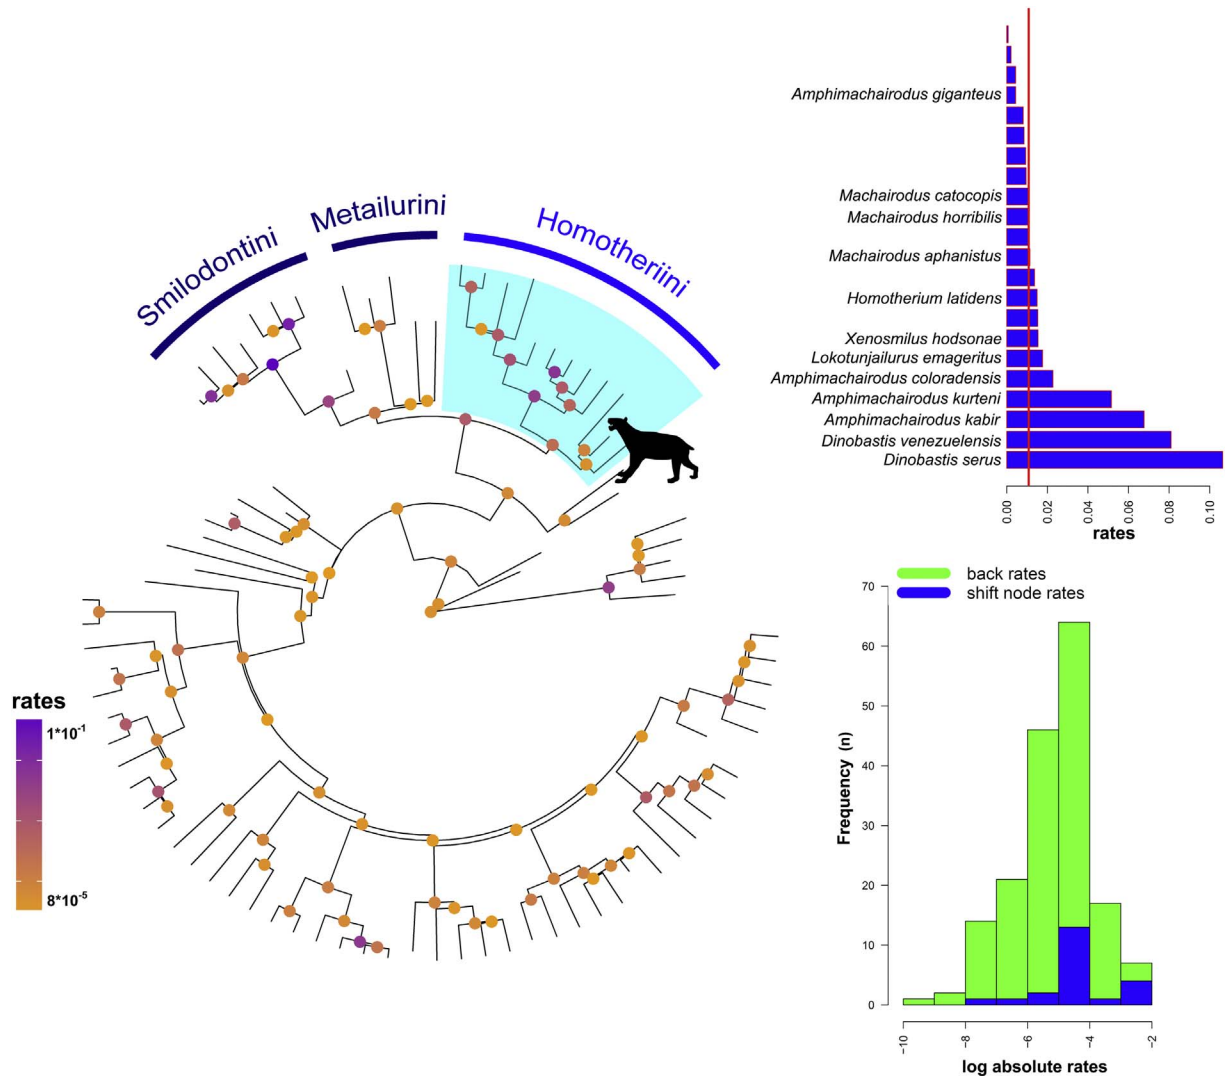 Smilodontini
Metailurini
Homotheriini
rates
1*10-1
8*10-5
Amphimachairodus giganteus
Machairodus catocopis
Machairodus horribilis
Machairodus aphanistus
Homotherium latidens
Xenosmilus hodsonae
Lokotunjailurus emageritus
Amphimachairodus coloradensis
Amphimachairodus kurteni
Amphimachairodus kabir
Dinobastis venezuelensis
Dinobastis serus
0.00
0.02
0.04
0.06
0.08
0.10
rates
back rates
shift node rates
70
60
50
40
30
20
10
0
Frequency (n)
-10
-8
-6
-4
-2
log absolute rates